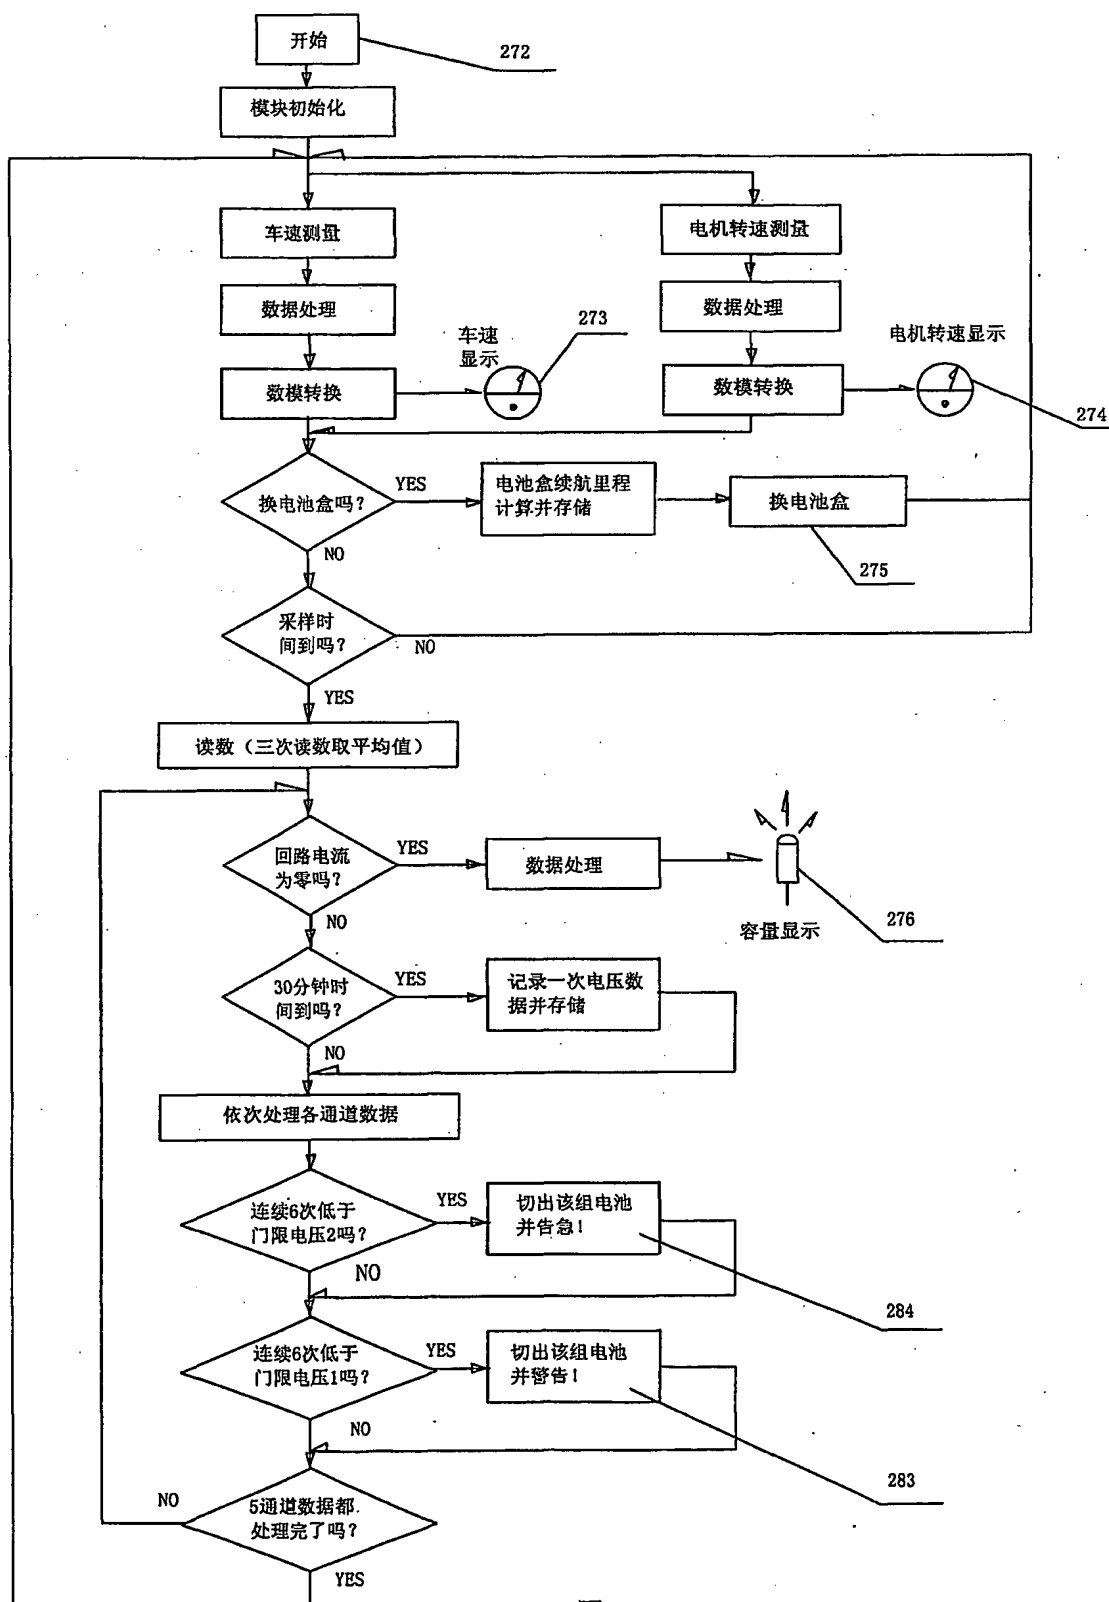 开始
272
模块初始化
车速测量
电机转速测量
数据处理
数据处理
车速
显示
273
电机转速显示
数模转换
数模转换
274
换电池盒吗?
YES
电池盒续航里程
计算并存储
换电池盒
NO
275
采样时
间到吗?
NO
YES
读数(三次读数取平均值)
回路电流
为零吗?
YES
数据处理
276
容量显示
NO
30分钟时
间到吗?
YES
记录一次电压数
据并存储
NO
依次处理各通道数据
连续6次低于
门限电压2吗?
YES
切出该组电池
并告急!
NO
284
连续6次低于
门限电压1吗?
YES
切出该组电池
并警告!
NO
283
NO
5通道数据都
处理完了吗?
YES